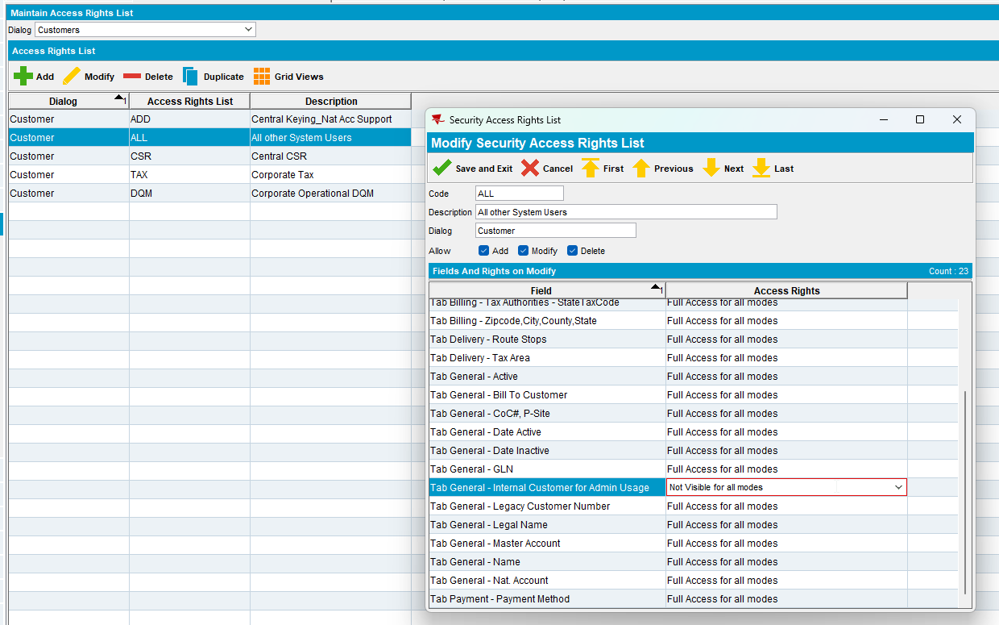 Maintain Access Rights List
Dialog Customers
Access Rights List
Add Modify Delete Duplicate Grid Views
Dialog 1 Access Rights List Description
Customer ADD Central Keying_Nat Acc Support
Customer ALL All other System Users
Customer CSR Central CSR
Customer TAX Corporate Tax
Customer DQM Corporate Operational DQM
Security Access Rights List
Modify Security Access Rights List
Save and Exit Cancel First Previous Next Last
Code ALL
Description All other System Users
Dialog Customer
Allow Add Modify Delete
Fields And Rights on Modify Count : 23
Field 1 Access Rights
Tab Billing - Tax Authorities - StateTaxCode Full Access for all modes
Tab Billing - Zipcode,City,County,State Full Access for all modes
Tab Delivery - Route Stops Full Access for all modes
Tab Delivery - Tax Area Full Access for all modes
Tab General - Active Full Access for all modes
Tab General - Bill To Customer Full Access for all modes
Tab General - CoC#, P-Site Full Access for all modes
Tab General - Date Active Full Access for all modes
Tab General - Date Inactive Full Access for all modes
Tab General - GLN Full Access for all modes
Tab General - Internal Customer for Admin Usage Not Visible for all modes
Tab General - Legacy Customer Number Full Access for all modes
Tab General - Legal Name Full Access for all modes
Tab General - Master Account Full Access for all modes
Tab General - Name Full Access for all modes
Tab General - Nat. Account Full Access for all modes
Tab Payment - Payment Method Full Access for all modes